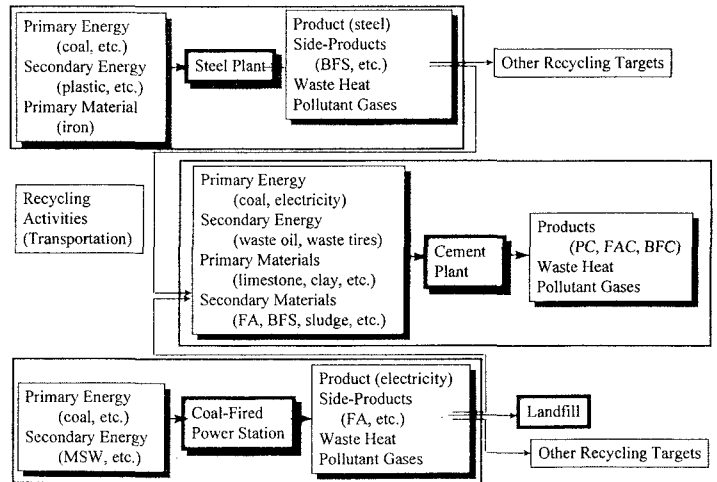 Primary Energy
(coal, etc.)
Secondary Energy
(plastic, etc.)
Primary Material
(iron)
Steel Plant
Product (steel)
Side-Products
(BFS, etc.)
Waste Heat
Pollutant Gases
Other Recycling Targets
Recycling
Activities
(Transportation)
Primary Energy
(coal, electricity)
Secondary Energy
(waste oil, waste tires)
Primary Materials
(limestone, clay, etc.)
Secondary Materials
(FA, BFS, sludge, etc.)
Cement
Plant
Products
(PC, FAC, BFC)
Waste Heat
Pollutant Gases
Primary Energy
(coal, etc.)
Secondary Energy
(MSW, etc.)
Coal-Fired
Power Station
Product (electricity)
Side-Products
(FA, etc.)
Waste Heat
Pollutant Gases
Landfill
Other Recycling Targets